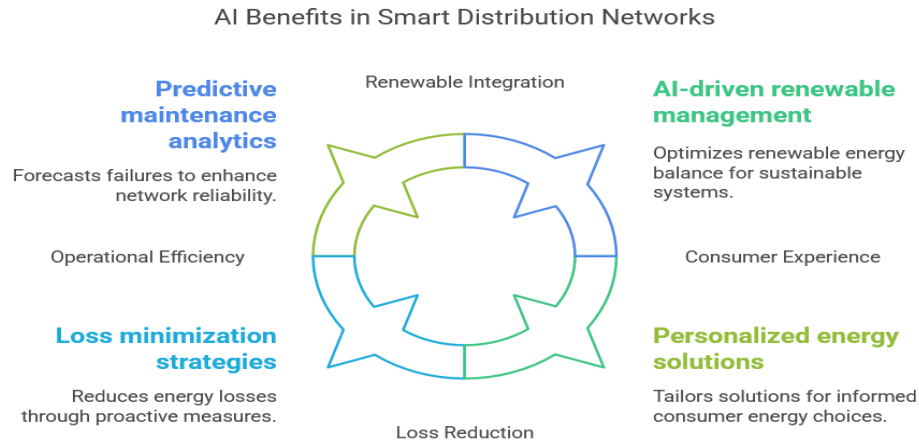 AI Benefits in Smart Distribution Networks
Renewable Integration
Predictive
maintenance
analytics
Forecasts failures to enhance
network reliability.
AI-driven renewable
management
Optimizes renewable energy
balance for sustainable
systems.
Operational Efficiency
Consumer Experience
Loss minimization
strategies
Reduces energy losses
through proactive measures.
Personalized energy
solutions
Tailors solutions for informed
consumer energy choices.
Loss Reduction